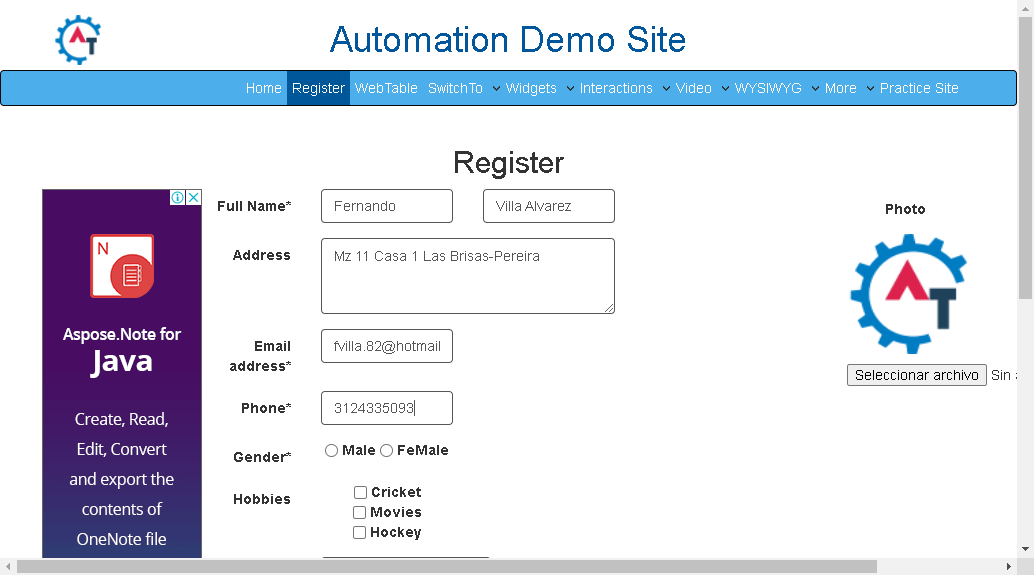 Automation Demo Site
Home Register WebTable SwitchTo Widgets Interactions Video WYSIWYG More Practice Site
Register
Full Name* Fernando Villa Alvarez
Photo
Address Mz 11 Casa 1 Las Brisas-Pereira
N
Aspose.Note for
Java
Email
address* fvilla.82@hotmail
Seleccionar archivo Sin
Phone* 3124335093
Create, Read,
Edit, Convert
and export the
contents of
OneNote file
Gender* Male FeMale
Hobbies Cricket
Movies
Hockey